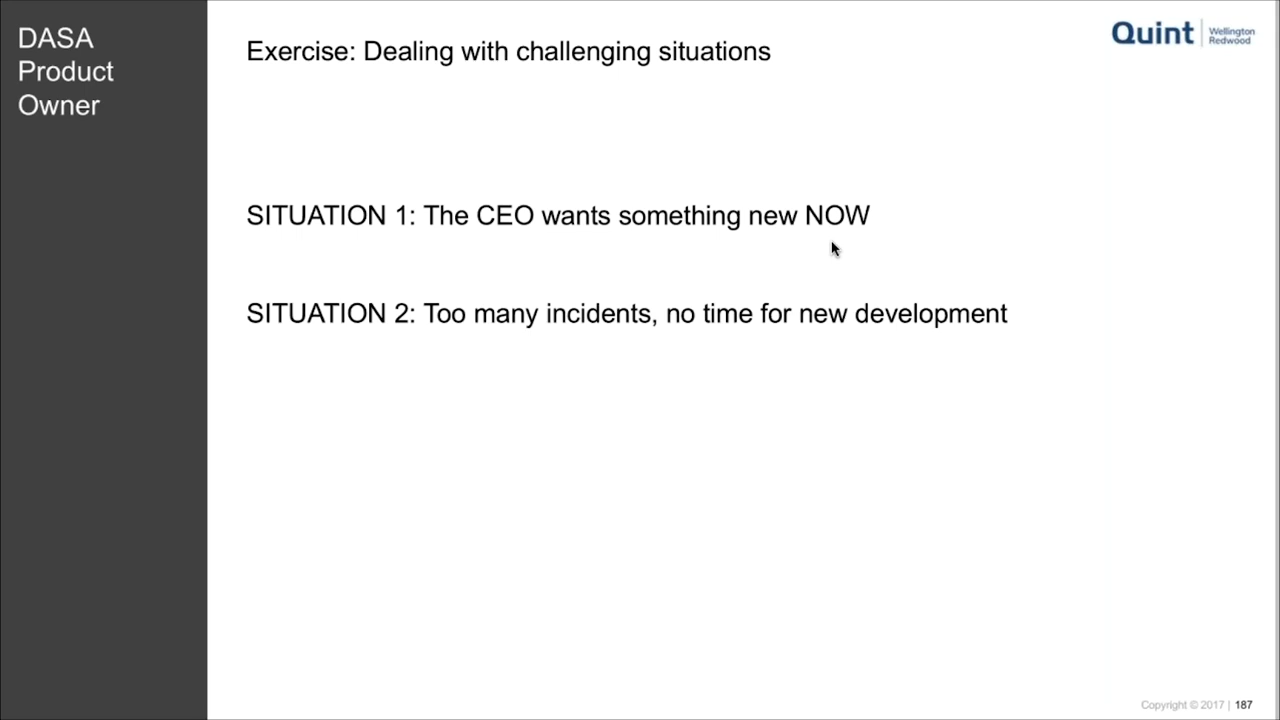 DASA
Product
Owner
Exercise: Dealing with challenging situations
Quint
Wellington
Redwood
SITUATION 1: The CEO wants something new NOW
SITUATION 2: Too many incidents, no time for new development
Copyright © 2017 | 187